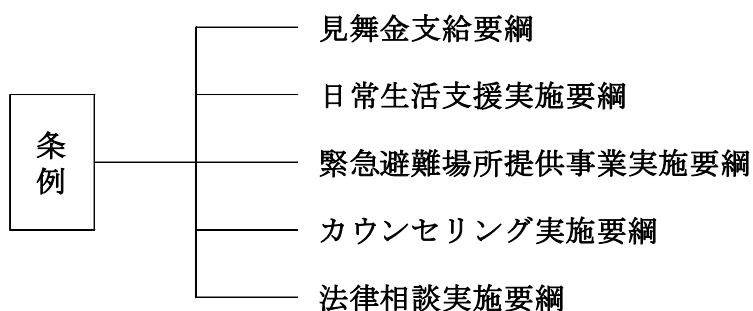 条例
見舞金支給要綱
日常生活支援実施要綱
緊急避難場所提供事業実施要綱
カウンセリング実施要綱
法律相談実施要綱